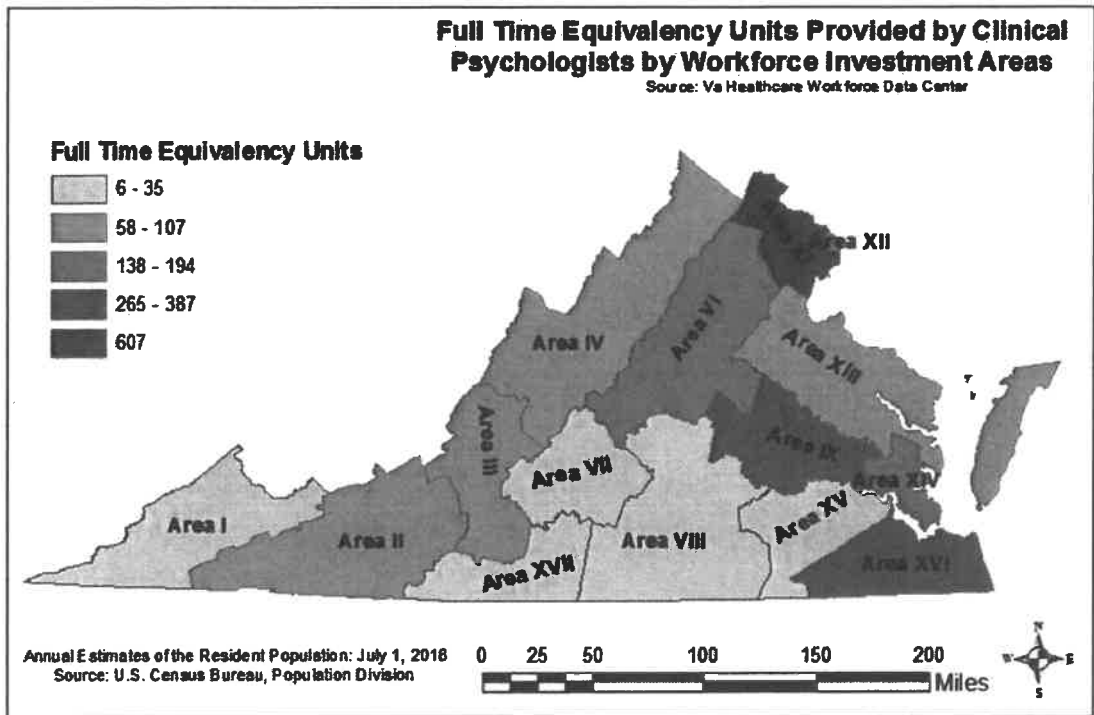 Full Time Equivalency Units Provided by Clinical
Psychologists by Workforce Investment Areas
Source: Va Healthcare Workforce Data Center
Full Time Equivalency Units
6 - 35
58 - 107
138 - 194
265 - 387
607
Area XII
Area VI
Area IV
Area XIII
Area III
Area IX
Area VII
Area XIV
Area I
Area XV
Area II
Area VIII
Area XVI
Area XVII
Annual Estimates of the Resident Population: July 1, 2018
Source: U.S. Census Bureau, Population Division
0 25 50 100 150 200
Miles
N
W E
S